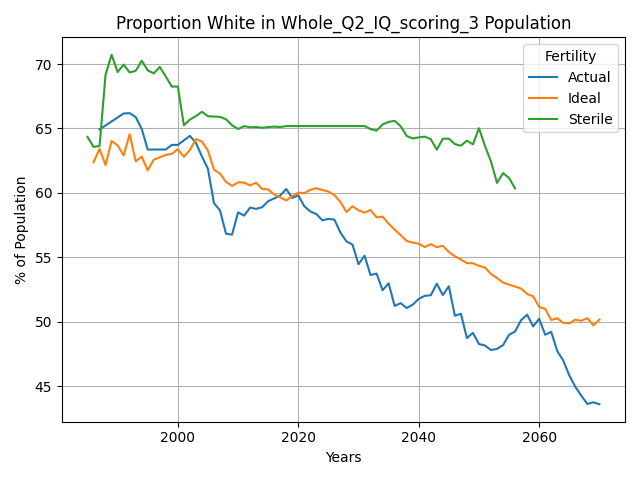 Proportion White in Whole_Q2_IQ_scoring_3 Population
Fertility
Actual
Ideal
Sterile
% of Population
70
65
60
55
50
45
2000
2020
2040
2060
Years